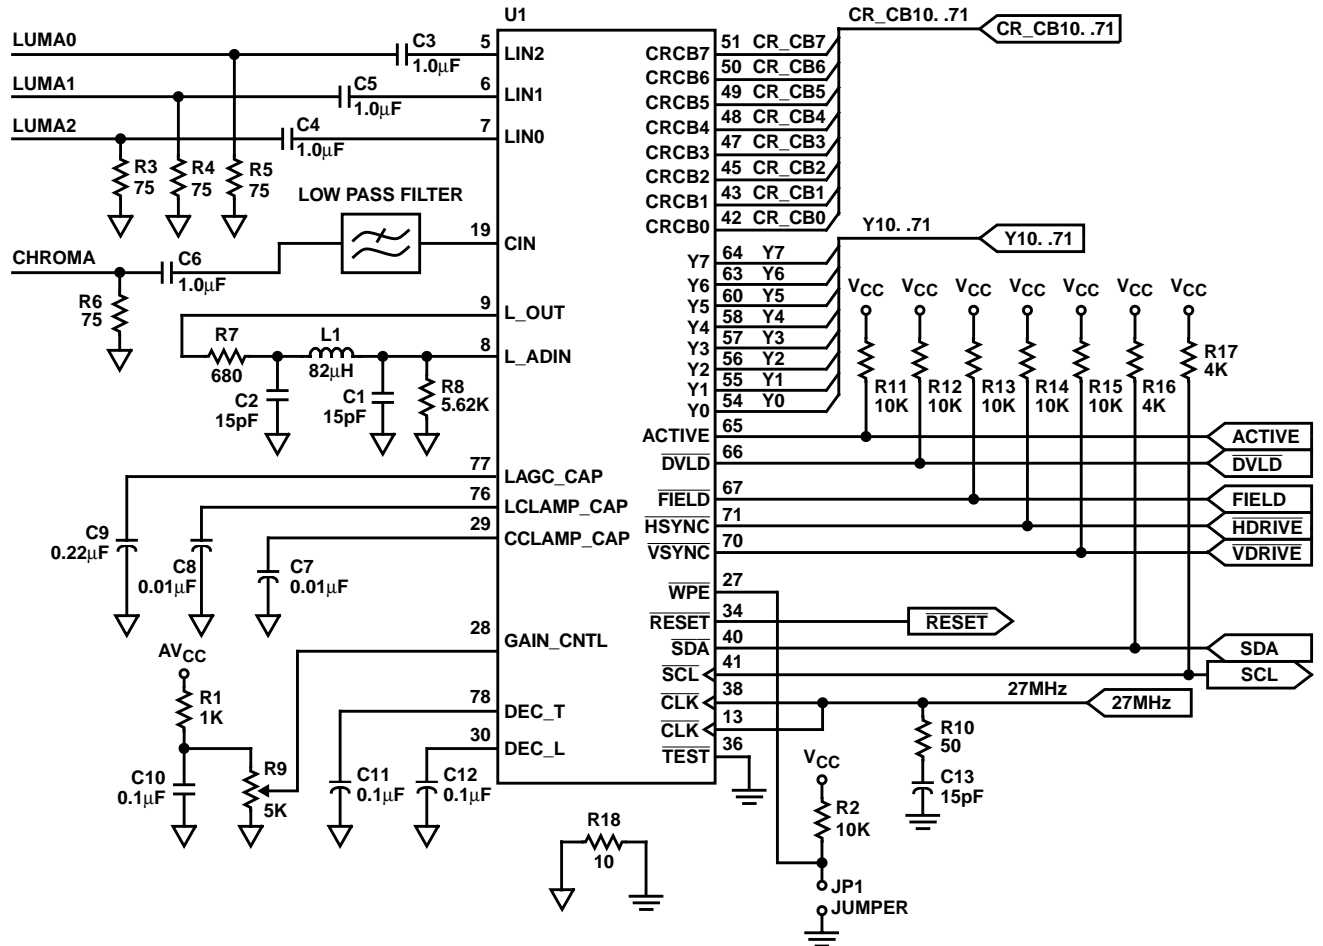 U1
LUMA0
LUMA1
LUMA2
C3
1.0µF
C5
1.0µF
C4
1.0µF
R3
75
R4
75
R5
75
LOW PASS FILTER
CHROMA
C6
1.0µF
R6
75
R7
680
L1
82µH
C2
15pF
C1
15pF
R8
5.62K
C9
0.22µF
C8
0.01µF
C7
0.01µF
AVCC
R1
1K
C10
0.1µF
R9
5K
C11
0.1µF
C12
0.1µF
R18
10
5 LIN2
6 LIN1
7 LIN0
19 CIN
9 L_OUT
8 L_ADIN
77 LAGC_CAP
76 LCLAMP_CAP
29 CCLAMP_CAP
28 GAIN_CNTL
78 DEC_T
30 DEC_L
CRCB7 51 CR_CB7
CRCB6 50 CR_CB6
CRCB5 49 CR_CB5
CRCB4 48 CR_CB4
CRCB3 47 CR_CB3
CRCB2 45 CR_CB2
CRCB1 43 CR_CB1
CRCB0 42 CR_CB0
CR_CB10. .71
CR_CB10. .71
Y7 64 Y7
Y6 63 Y6
Y5 60 Y5
Y4 58 Y4
Y3 57 Y3
Y2 56 Y2
Y1 55 Y1
Y0 54 Y0
Y10. .71
Y10. .71
VCC
VCC
VCC
VCC
VCC
VCC
VCC
R11
10K
R12
10K
R13
10K
R14
10K
R15
10K
R16
4K
R17
4K
ACTIVE 65 ACTIVE
DVLD 66 DVLD
FIELD 67 FIELD
HSYNC 71 HDRIVE
VSYNC 70 VDRIVE
WPE 27
RESET 34 RESET
SDA 40 SDA
SCL 41 SCL
CLK 38 27MHz 27MHz
CLK 13
TEST 36
R10
50
C13
15pF
VCC
R2
10K
JP1
JUMPER